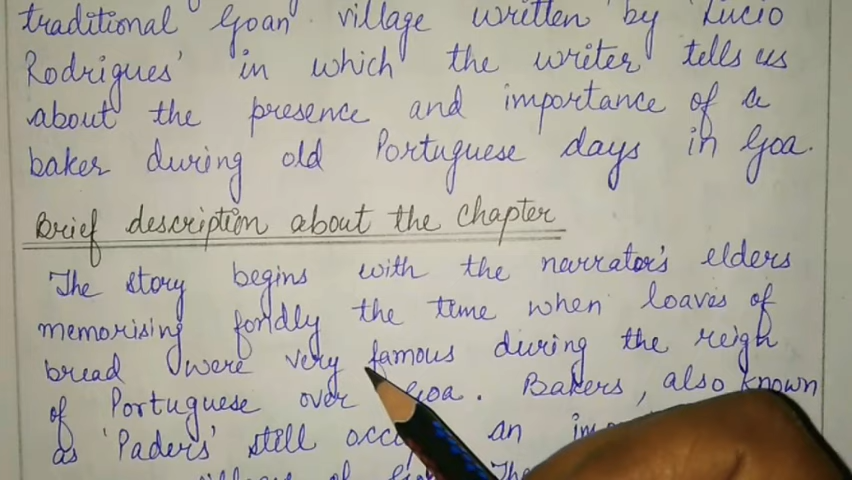 traditional Goan village written by 'Lucio
Rodrigues' in which the writer tells us
about the presence and importance of a
baker during old Portuguese days in Goa.
Brief description about the chapter
The story begins with the narrator's elders
memorising fondly the time when loaves of
bread were very famous during the reign
of Portuguese over Goa. Bakers, also known
as 'Paders' still an
The